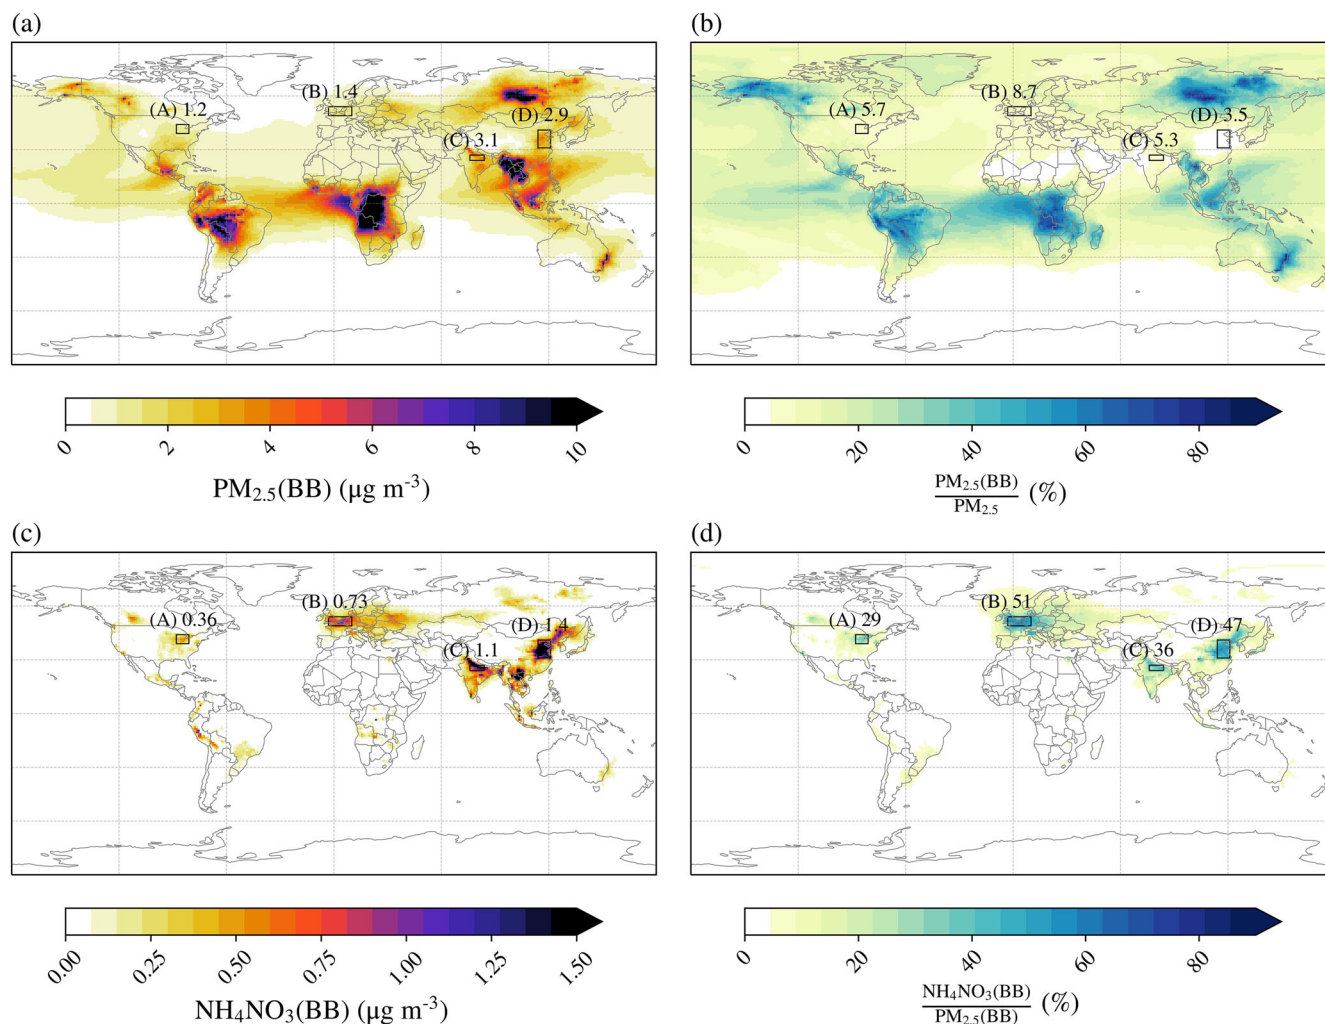 (a)
(b)
(A) 1.2
(B) 1.4
(C) 3.1
(D) 2.9
(A) 5.7
(B) 8.7
(C) 5.3
(D) 3.5
0 2 4 6 8 10
PM2.5(BB) (μg m-3)
20 40 60 80
PM2.5(BB)
PM2.5
(%)
(c)
(d)
(A) 0.36
(B) 0.73
(C) 1.1
(D) 1.4
(A) 29
(B) 51
(C) 36
(D) 47
0.00 0.25 0.50 0.75 1.00 1.25 1.50
NH4NO3(BB) (μg m-3)
20 40 60 80
NH4NO3(BB)
PM2.5(BB)
(%)